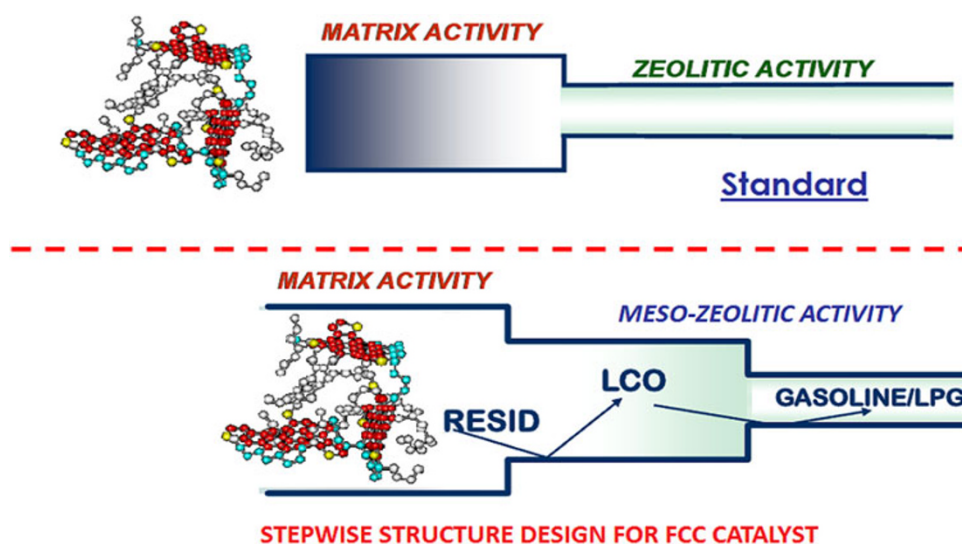 MATRIX ACTIVITY
ZEOLITIC ACTIVITY
Standard
MATRIX ACTIVITY
MESO-ZEOLITIC ACTIVITY
LCO
GASOLINE/LPG
RESID
STEPWISE STRUCTURE DESIGN FOR FCC CATALYST